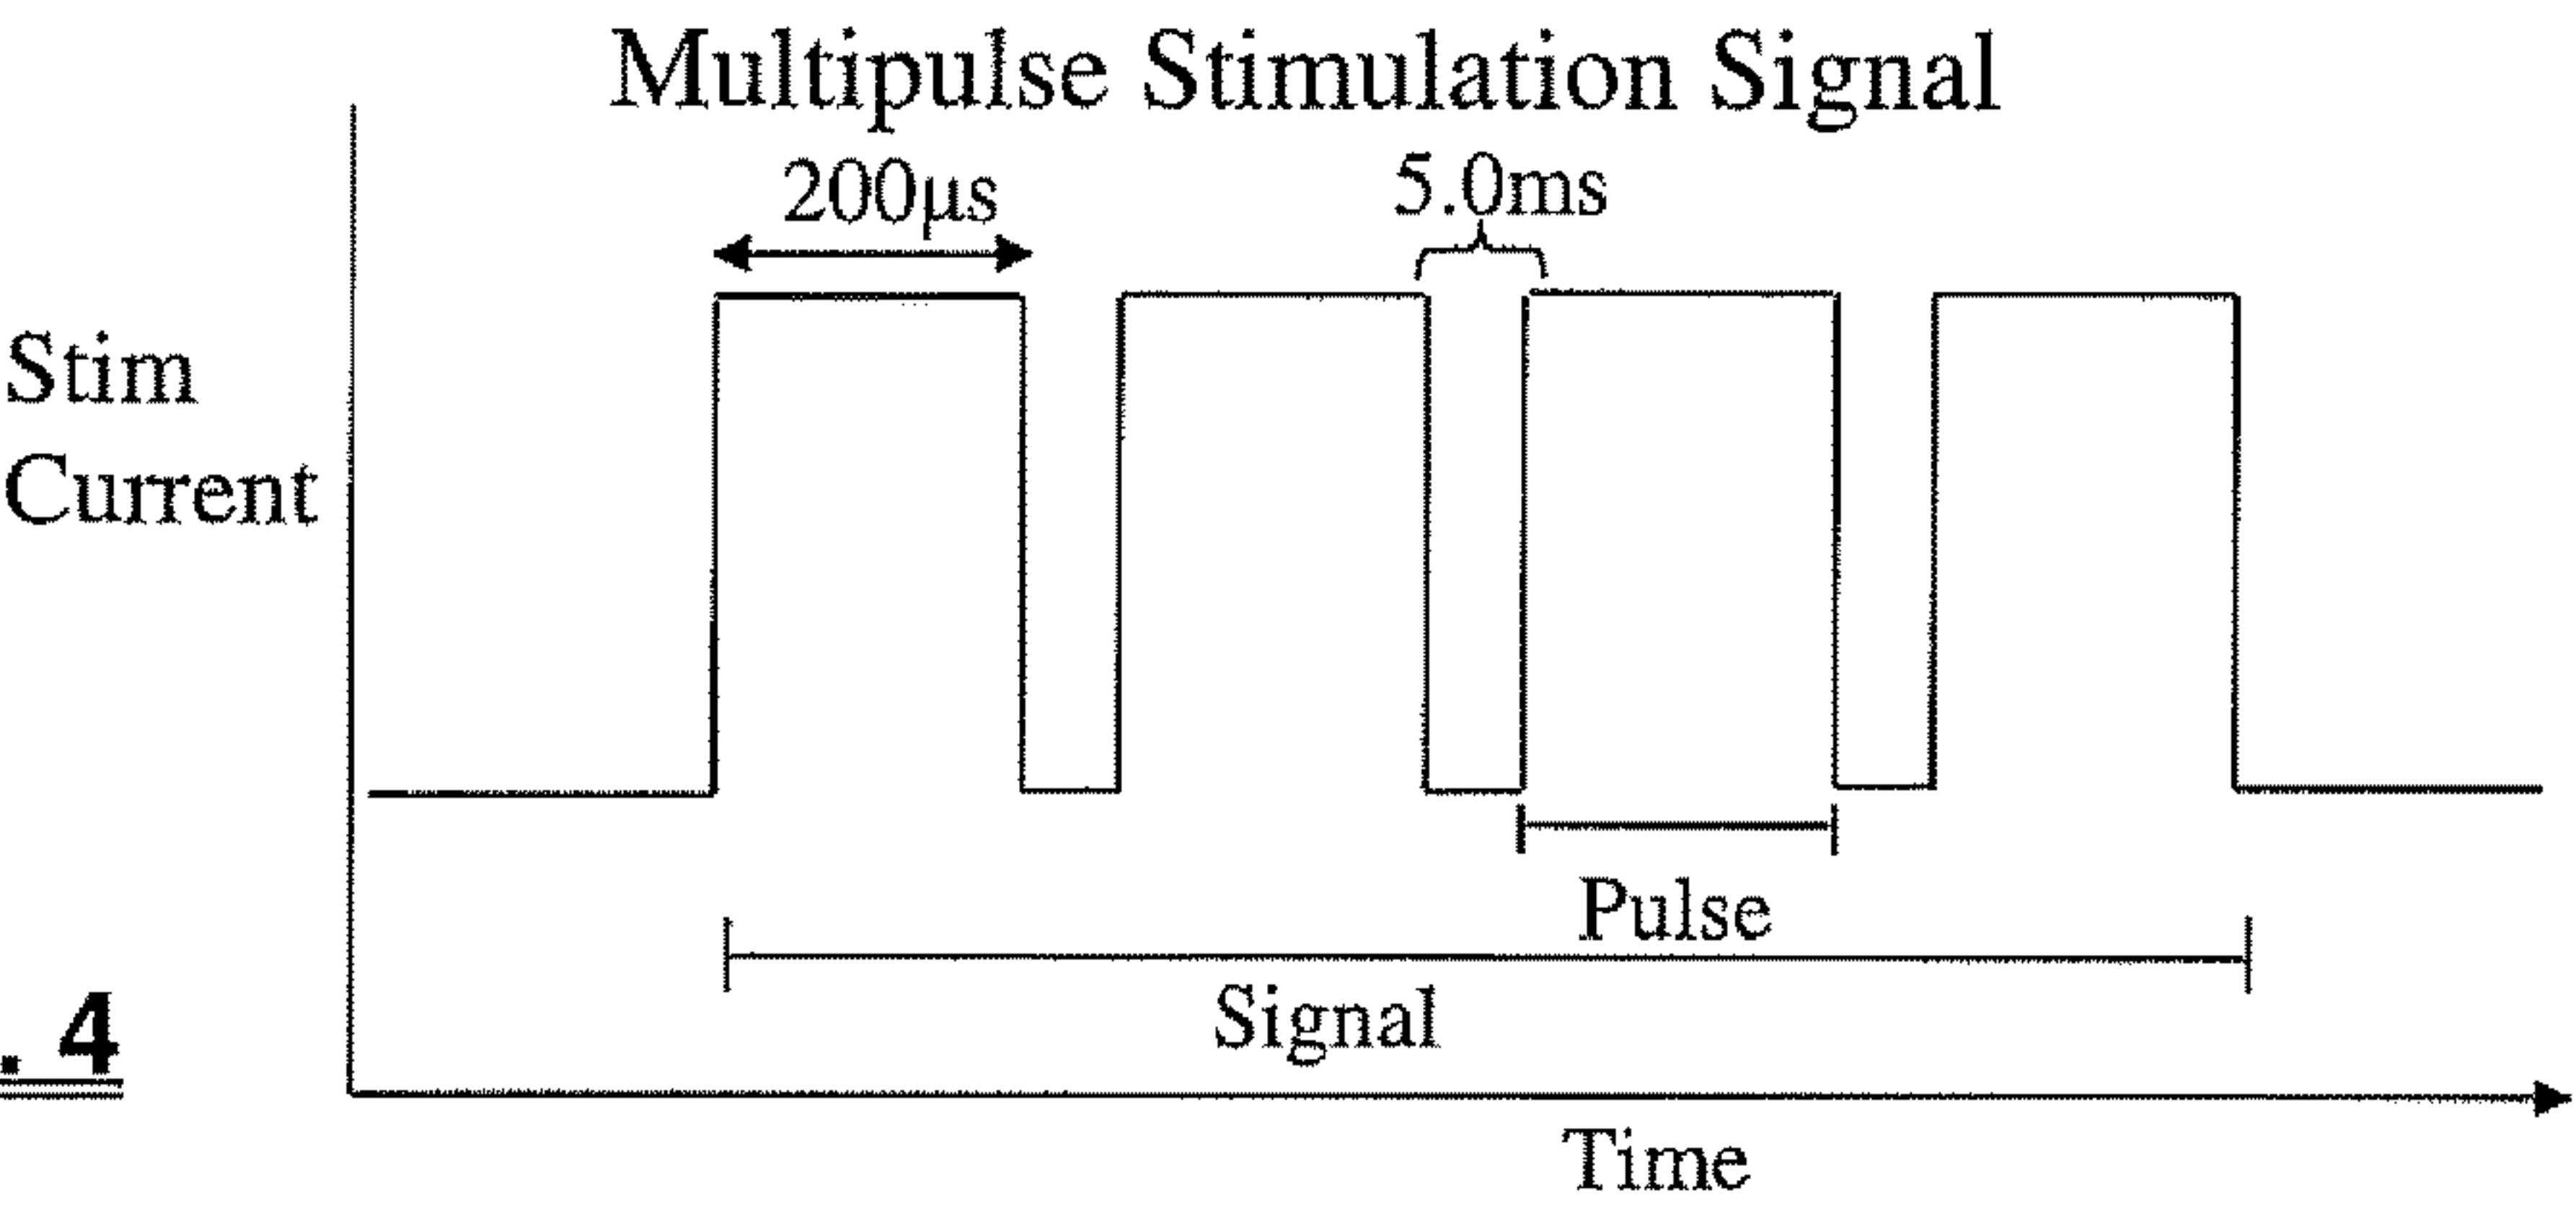 Multipulse Stimulation Signal
200μs
5.0ms
Stim
Current
Pulse
Signal
. 4
Time